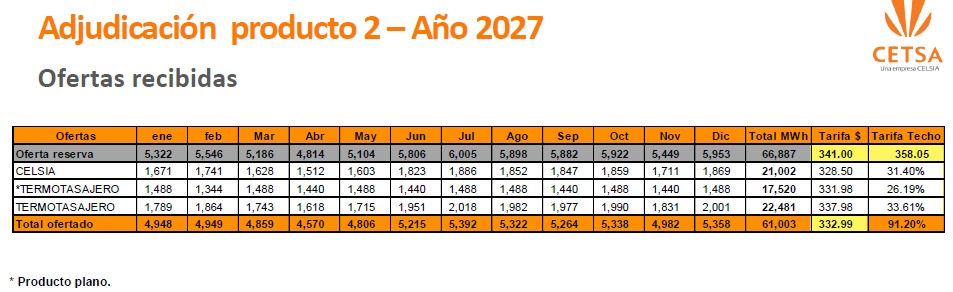 Adjudicación producto 2 – Año 2027
CETSA
Una empresa CELSIA
Ofertas recibidas
Ofertas ene feb Mar Abr May Jun Jul Ago Sep Oct Nov Dic Total MWh Tarifa $ Tarifa Techo
Oferta reserva 5,322 5,546 5,186 4,814 5,104 5,806 6,005 5,898 5,882 5,922 5,449 5,953 66,887 341.00 358.05
CELSIA 1,671 1,741 1,628 1,512 1,603 1,823 1,886 1,852 1,847 1,859 1,711 1,869 21,002 328.50 31.40%
*TERMOTASAJERO 1,488 1,344 1,488 1,440 1,488 1,440 1,488 1,488 1,440 1,488 1,440 1,488 17,520 331.98 26.19%
TERMOTASAJERO 1,789 1,864 1,743 1,618 1,715 1,951 2,018 1,982 1,977 1,990 1,831 2,001 22,481 337.98 33.61%
Total ofertado 4,948 4,949 4,859 4,570 4,806 5,215 5,392 5,322 5,264 5,338 4,982 5,358 61,003 332.99 91.20%
* Producto plano.